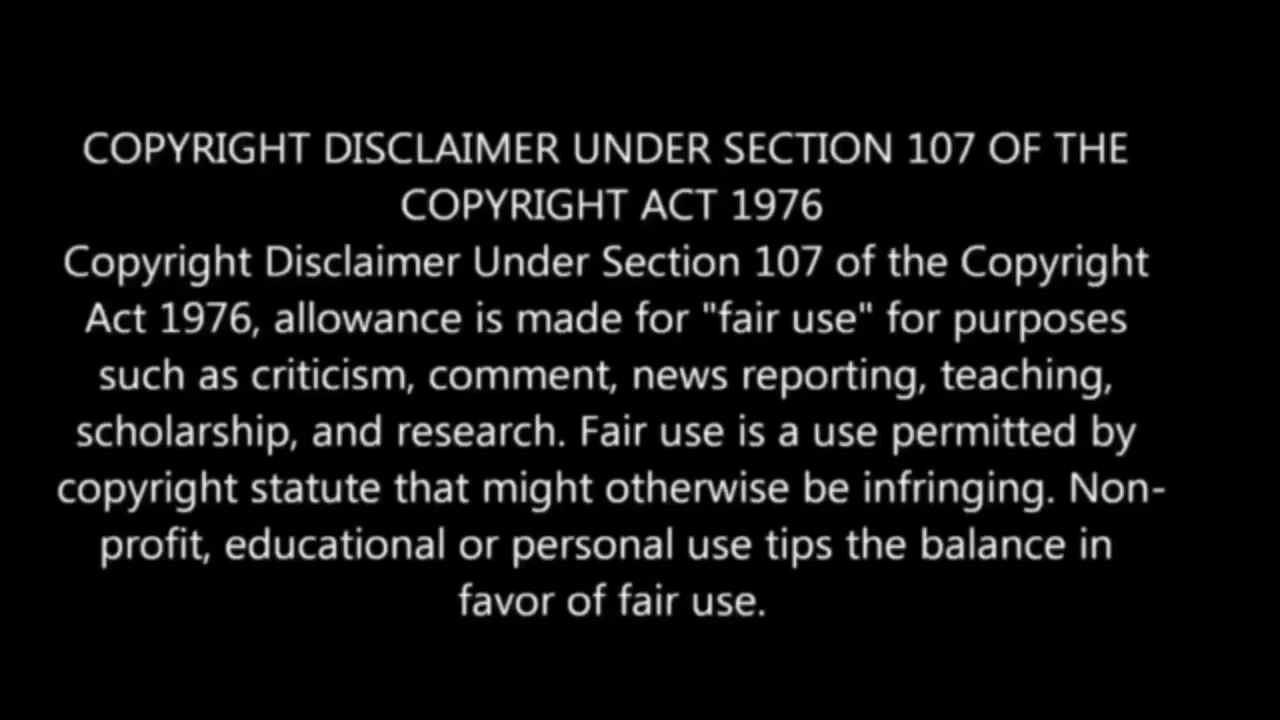 COPYRIGHT DISCLAIMER UNDER SECTION 107 OF THE
COPYRIGHT ACT 1976
Copyright Disclaimer Under Section 107 of the Copyright
Act 1976, allowance is made for "fair use" for purposes
such as criticism, comment, news reporting, teaching,
scholarship, and research. Fair use is a use permitted by
copyright statute that might otherwise be infringing. Non-
profit, educational or personal use tips the balance in
favor of fair use.